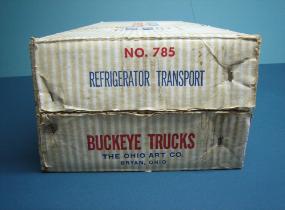 NO. 785
REFRIGERATOR TRANSPORT
BUCKEYE TRUCKS
THE OHIO ART CO.
BRYAN, OHIO